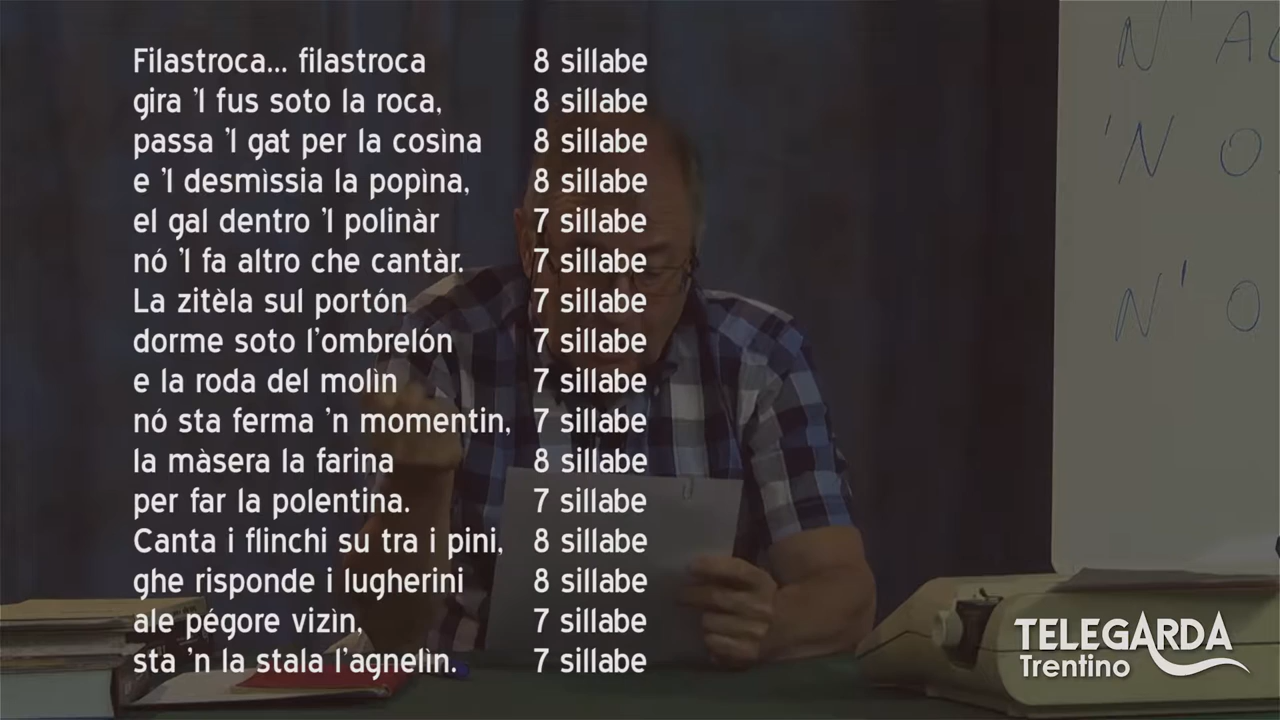 Filastroca... filastroca 8 sillabe
gira 'l fus soto la roca, 8 sillabe
passa 'l gat per la cosìna 8 sillabe
e 'l desmìssia la popìna, 8 sillabe
el gal dentro 'l polinàr 7 sillabe
nó 'l fa altro che cantàr. 7 sillabe
La zitèla sul portón 7 sillabe
dorme soto l'ombrelón 7 sillabe
e la roda del molìn 7 sillabe
nó sta ferma 'n momentin, 7 sillabe
la màsera la farina 8 sillabe
per far la polentina. 7 sillabe
Canta i flinchi su tra i pini, 8 sillabe
ghe risponde i lugherini 8 sillabe
ale pégore vizìn, 7 sillabe
sta 'n la stala l'agnelìn. 7 sillabe
N'
'N O
N' O
TELEGARDA
Trentino